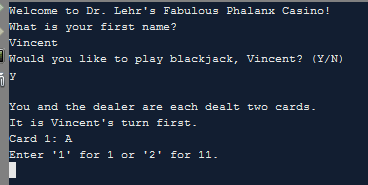 Welcome to Dr. Lehr's Fabulous Phalanx Casino!
What is your first name?
Vincent
Would you like to play blackjack, Vincent? (Y/N)
y
You and the dealer are each dealt two cards.
It is Vincent's turn first.
Card 1: A
Enter '1' for 1 or '2' for 11.